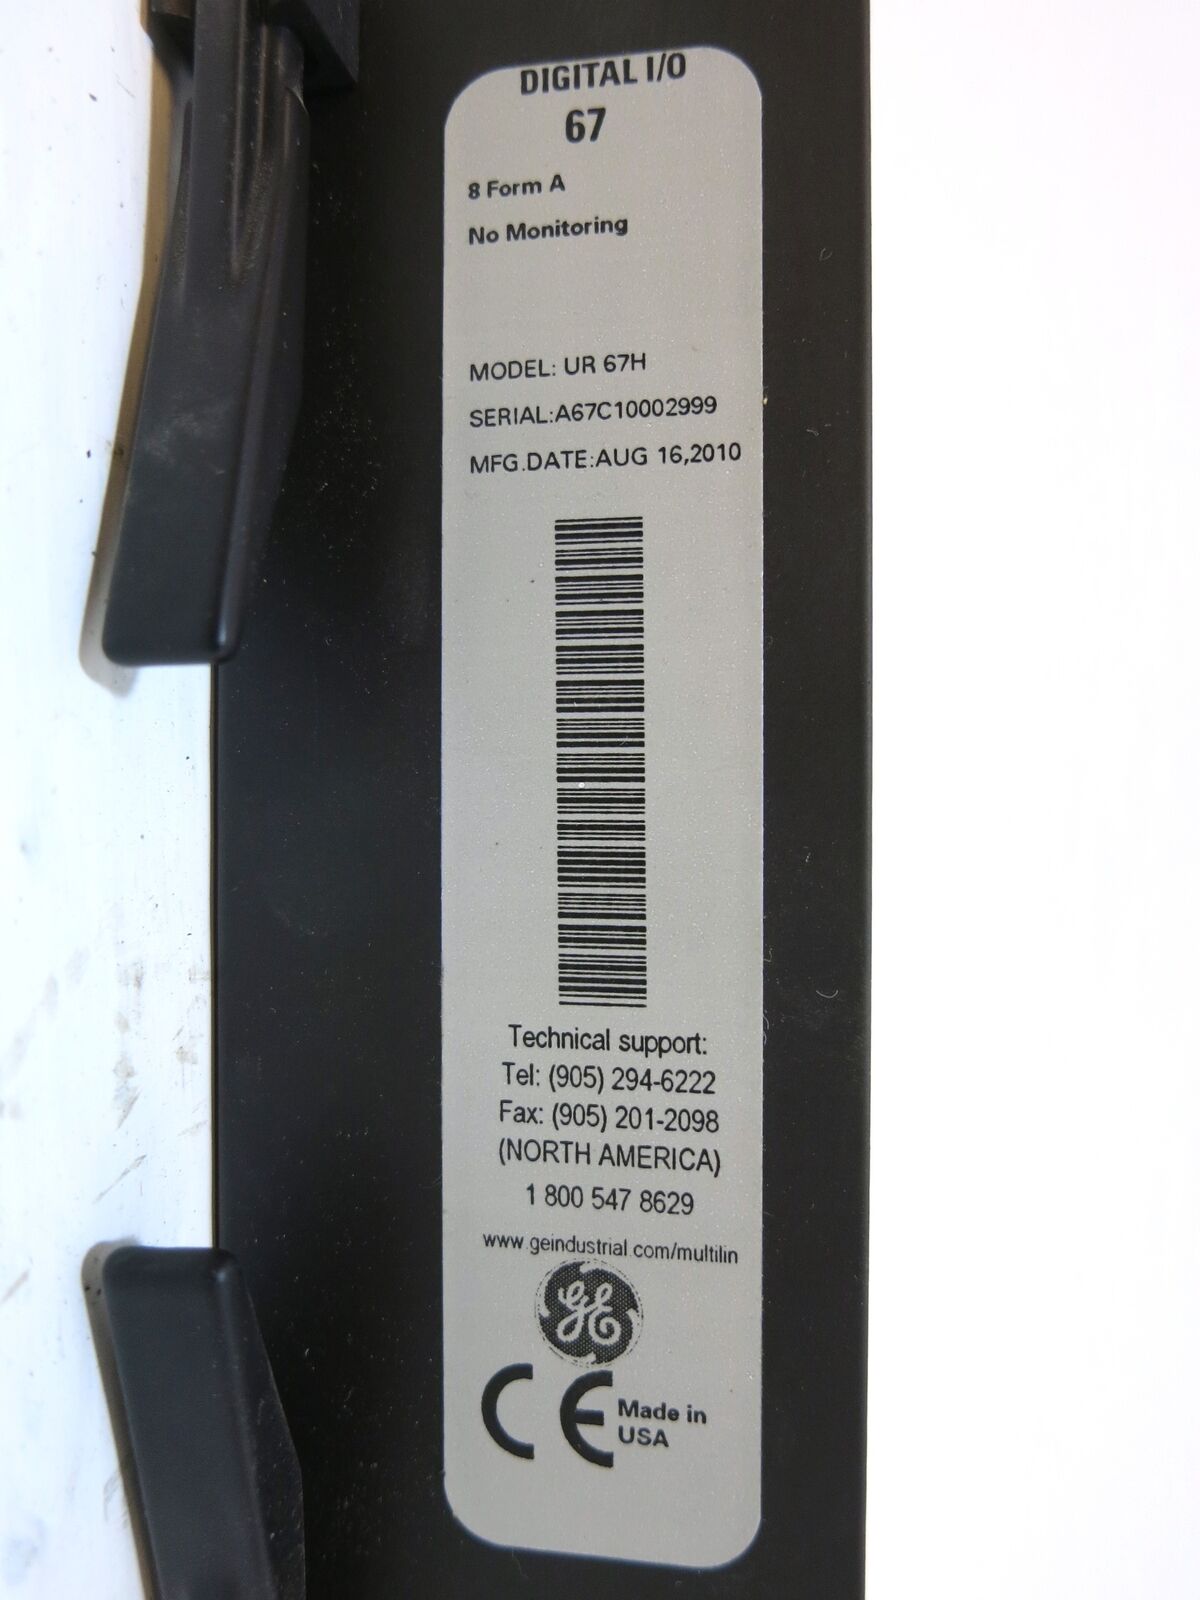 DIGITAL I/O
67
8 Form A
No Monitoring
MODEL: UR 67H
SERIAL:A67C10002999
MFG.DATE:AUG 16,2010
Technical support:
Tel: (905) 294-6222
Fax: (905) 201-2098
(NORTH AMERICA)
1 800 547 8629
www.geindustrial.com/multilin
GE
CE
Made in
USA